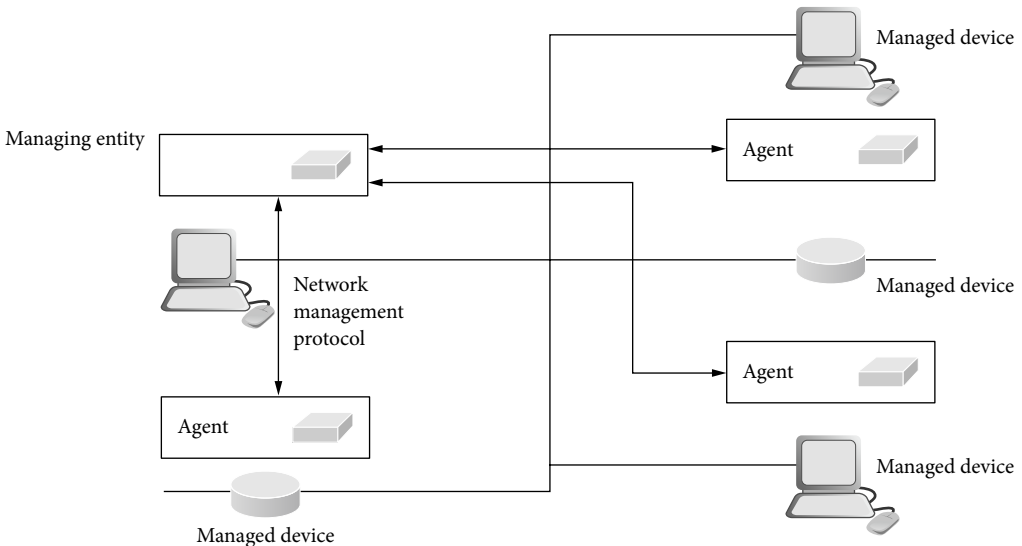 Managed device
Managing entity
Agent
Managed device
Network
management
protocol
Agent
Agent
Managed device
Managed device